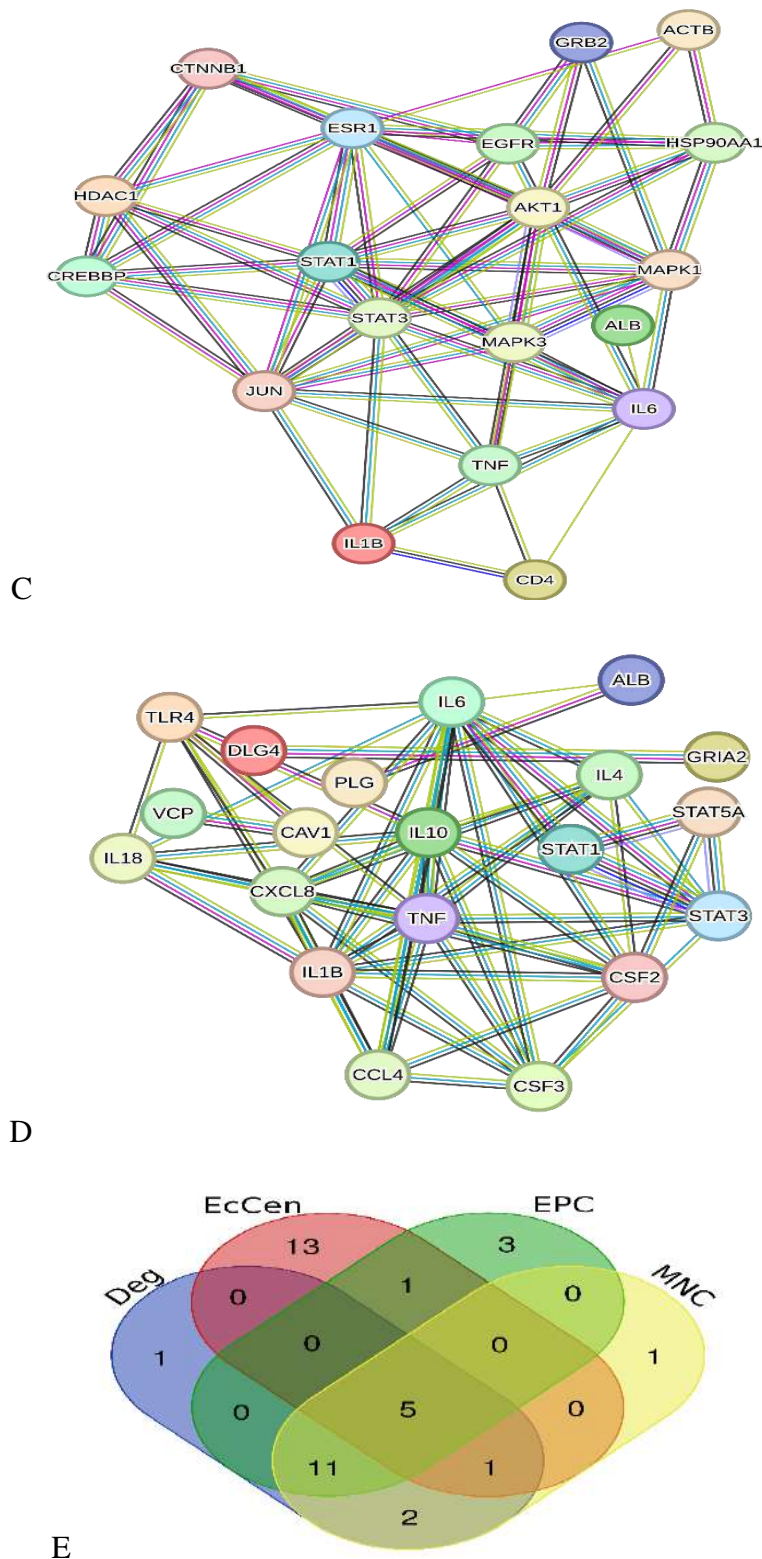 ACTB
GRB2
CTNNB1
ESR1
EGFR
HSP90AA1
HDAC1
AKT1
STAT1
CREBBP
MAPK1
STAT3
ALB
MAPK3
JUN
IL6
TNF
IL1B
CD4
C
ALB
IL6
TLR4
DLG4
GRIA2
PLG
IL4
VCP
STAT5A
CAV1
IL10
STAT1
IL18
CXCL8
TNF
STAT3
IL1B
CSF2
CCL4
CSF3
D
EcCen
EPC
Deg
MNC
13
3
0
1
0
1
0
0
1
0
5
0
11
1
2
E